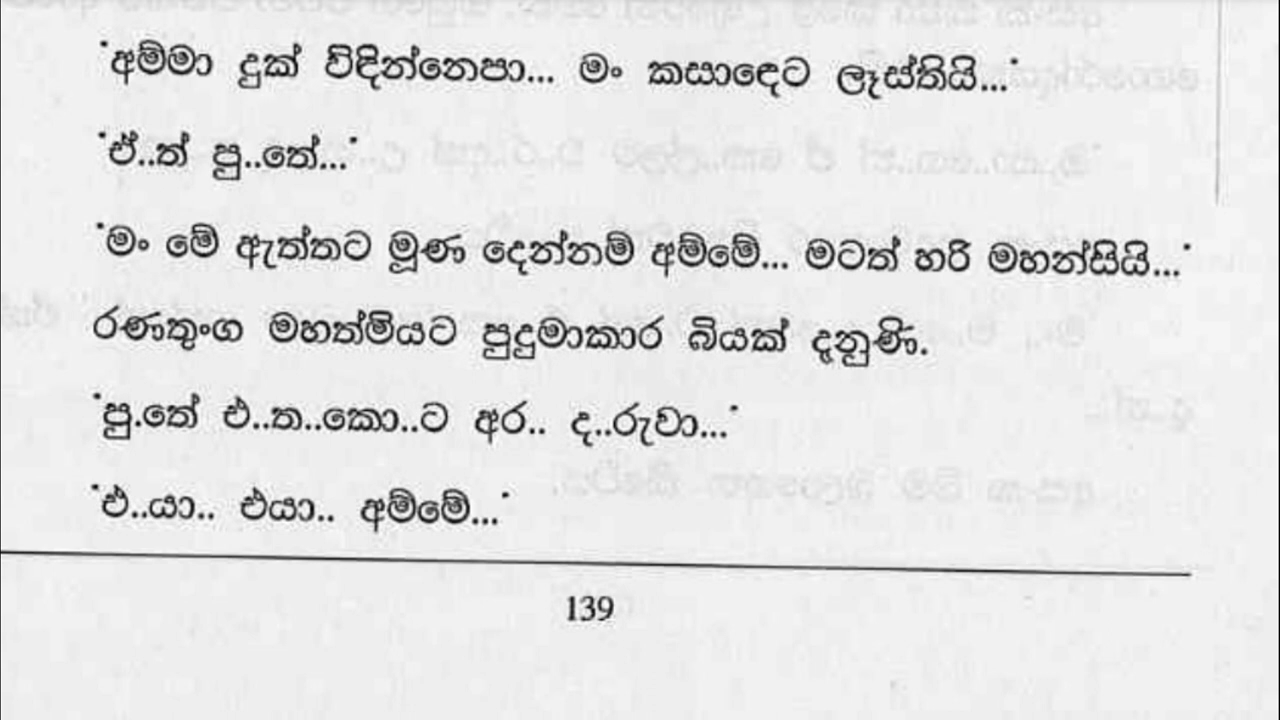 'අම්මා දුක් විඳින්නෙපා... මං කසාඳෙට ලෑස්තියි...'
'ඒ..ත් පු..තේ...'
'මං මේ ඇත්තට මූණ දෙන්නම් අම්මේ... මටත් හරි මහන්සියි...'
රණතුංග මහත්මියට පුදුමාකාර බියක් දැනුණි.
'පු.තේ එ..ත..කො..ට අර.. ද..රුවා...'
'එ..යා.. එයා.. අම්මේ...'
139